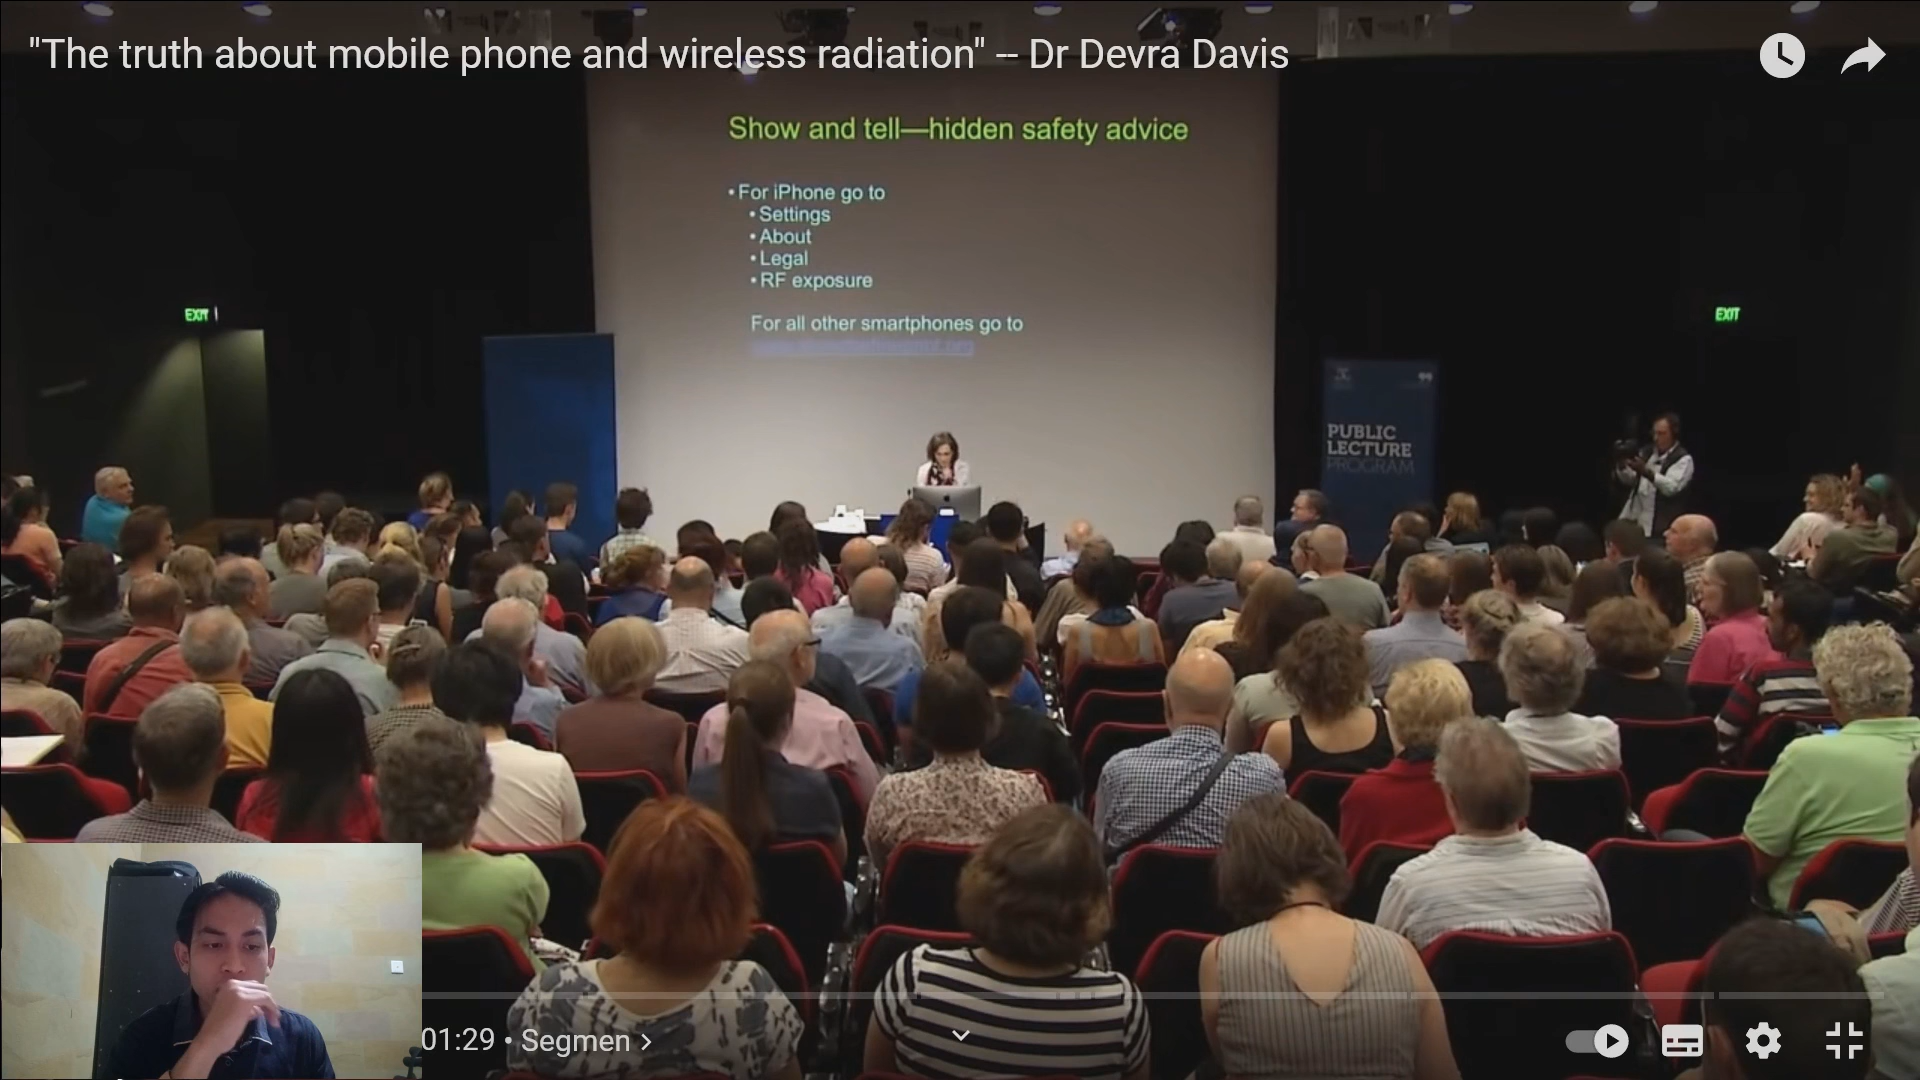 "The truth about mobile phone and wireless radiation" -- Dr Devra Davis
Show and tell—hidden safety advice
• For iPhone go to
• Settings
• About
• Legal
• RF exposure
For all other smartphones go to
EXIT
EXIT
PUBLIC
LECTURE
PROGRAM
01:29 • Segmen >